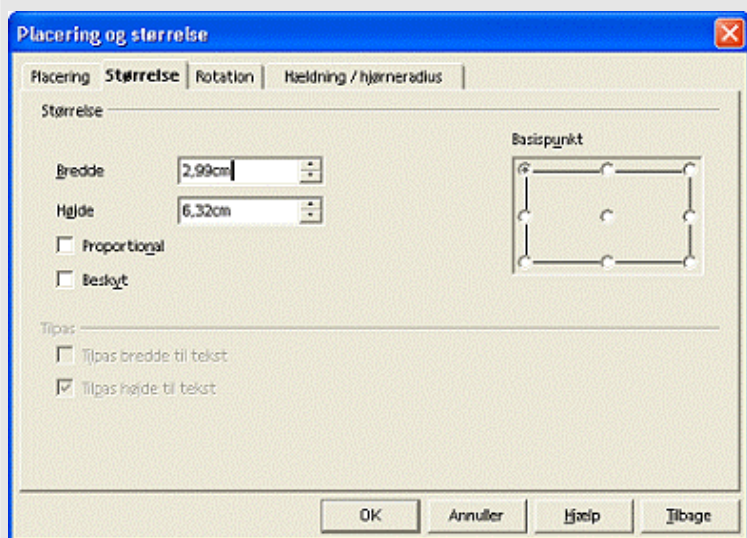 Placering og størrelse
Placering Størrelse Rotation Hældning / hjørneradius
Størrelse
Basispunkt
Bredde 2,99cm
Højde 6,32cm
Proportional
Beskyt
Tilpas
Tilpas bredde til tekst
Tilpas højde til tekst
OK Annuller Hjælp Tilbage